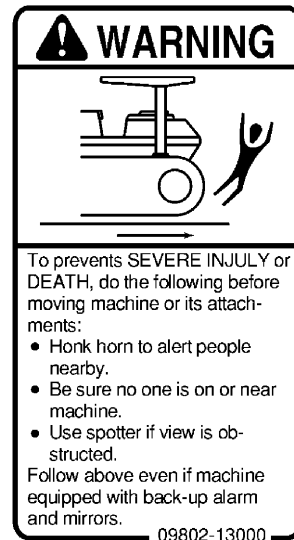 WARNING
To prevents SEVERE INJULY or
DEATH, do the following before
moving machine or its attach-
ments:
● Honk horn to alert people
nearby.
● Be sure no one is on or near
machine.
● Use spotter if view is ob-
structed.
Follow above even if machine
equipped with back-up alarm
and mirrors.
09802-13000